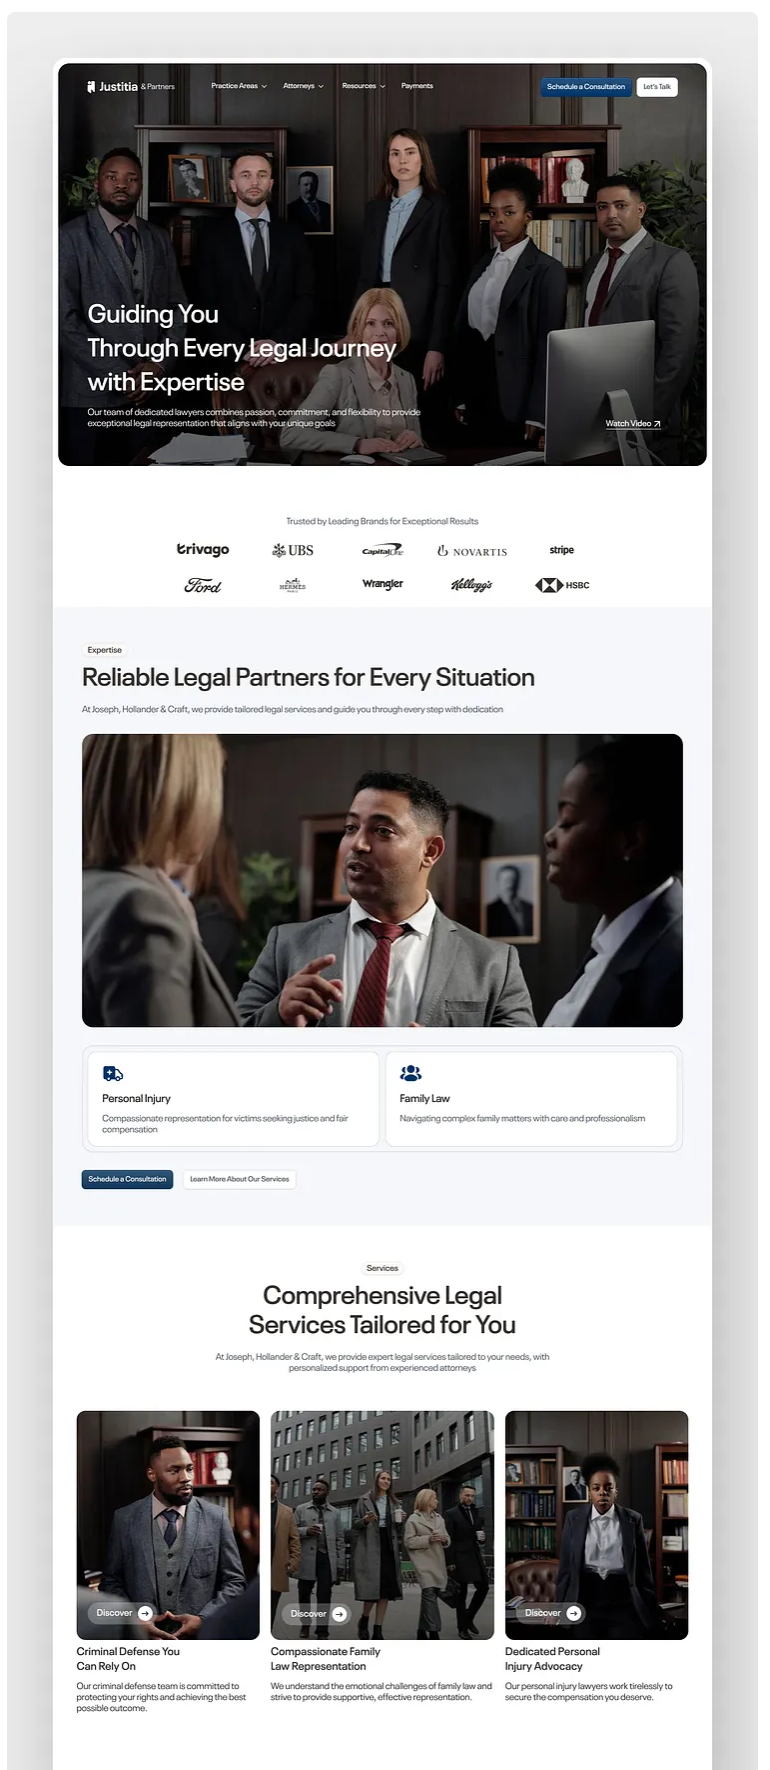 Justitia & Partners
Practice Areas
Attorneys
Resources
Payments
Schedule a Consultation
Let's Talk
Guiding You
Through Every Legal Journey
with Expertise
Our team of dedicated lawyers combines passion, commitment, and flexibility to provide
exceptional legal representation that aligns with your unique goals
Watch Video
Trusted by Leading Brands for Exceptional Results
trivago
UBS
Capital One
NOVARTIS
stripe
Ford
HERMES
PARIS
Wrangler
Kellogg's
HSBC
Expertise
Reliable Legal Partners for Every Situation
At Joseph, Hollander & Craft, we provide tailored legal services and guide you through every step with dedication
Personal Injury
Compassionate representation for victims seeking justice and fair
compensation
Family Law
Navigating complex family matters with care and professionalism
Schedule a Consultation
Learn More About Our Services
Services
Comprehensive Legal
Services Tailored for You
At Joseph, Hollander & Craft, we provide expert legal services tailored to your needs, with
personalized support from experienced attorneys
Discover
Discover
Discover
Criminal Defense You
Can Rely On
Our criminal defense team is committed to
protecting your rights and achieving the best
possible outcome.
Compassionate Family
Law Representation
We understand the emotional challenges of family law and
strive to provide supportive, effective representation.
Dedicated Personal
Injury Advocacy
Our personal injury lawyers work tirelessly to
secure the compensation you deserve.